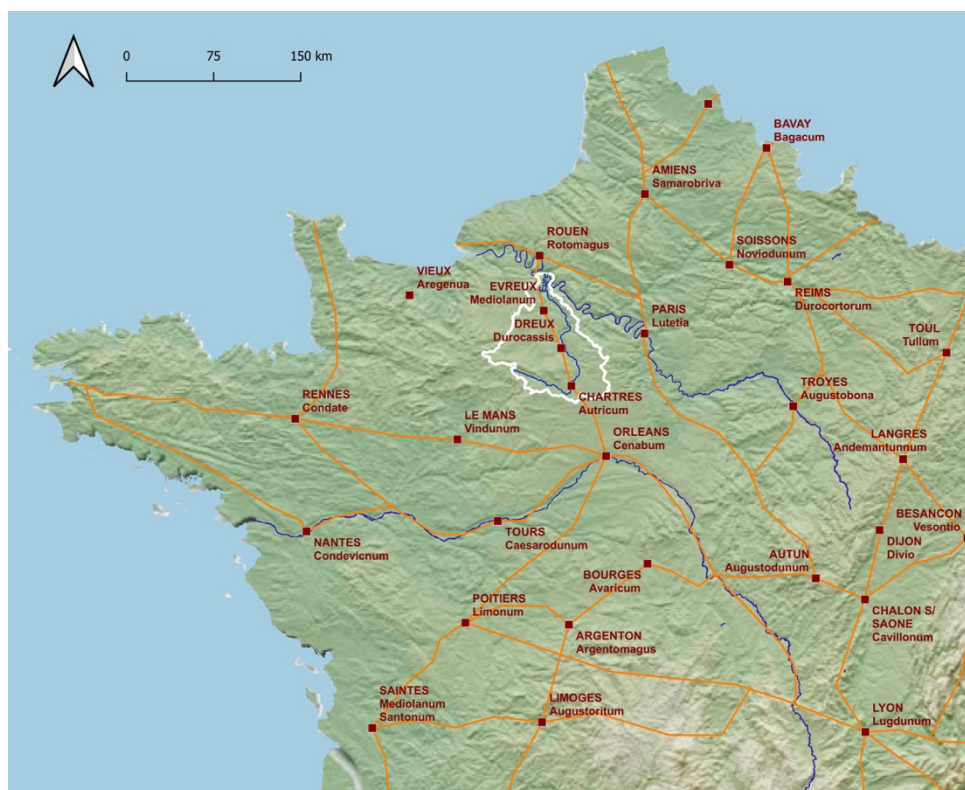 0 75 150 km
BAVAY
Bagacum
AMIENS
Samarobriva
ROUEN
Rotomagus
SOISSONS
Noviodunum
VIEUX
Aregenua
EVREUX
Mediolanum
REIMS
Durocortorum
DREUX
Durocassis
PARIS
Lutetia
TOUL
Tullum
TROYES
Augustobona
RENNES
Condate
CHARTRES
Autricum
LE MANS
Vindunum
ORLEANS
Cenabum
LANGRES
Andemantunnum
BESANCON
Vesontio
NANTES
Condevicnum
TOURS
Caesarodunum
DIJON
Divio
BOURGES
Avaricum
AUTUN
Augustodunum
POITIERS
Limonum
CHALON S/
SAONE
Cavillonum
ARGENTON
Argentomagus
SAINTES
Mediolanum
Santonum
LIMOGES
Augustoritum
LYON
Lugdunum